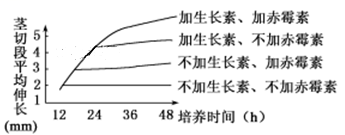 茎切段平均伸长
(mm)
5
4
3
2
1
加生长素、加赤霉素
加生长素、不加赤霉素
不加生长素、加赤霉素
不加生长素、不加赤霉素
12 24 36 48 培养时间(h)